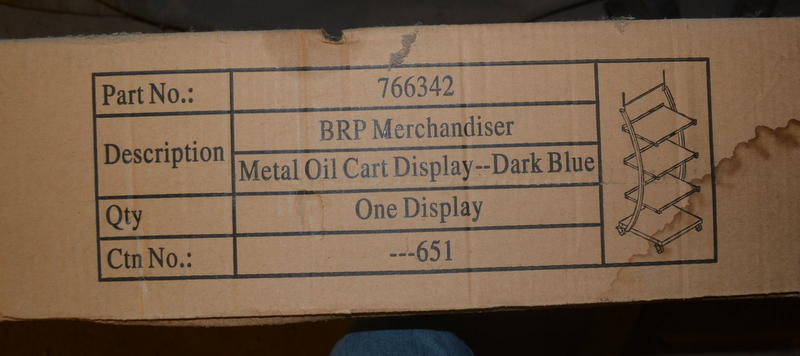 Part No.: 766342
Description BRP Merchandiser
Metal Oil Cart Display--Dark Blue
Qty One Display
Ctn No.: ---651